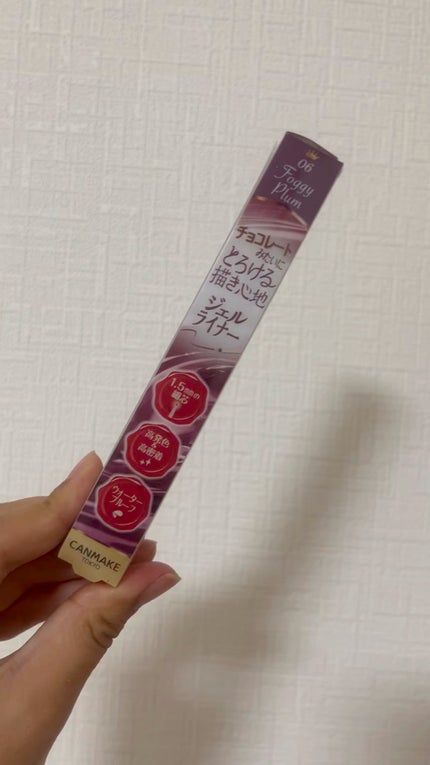 06
Foggy
Plum
チョコレート
みたいに
とろける
描き心地
ジェル
ライナー
1.5mmの
細芯
高発色
&
高密着
ウォーター
プルーフ
CANMAKE
TOKYO